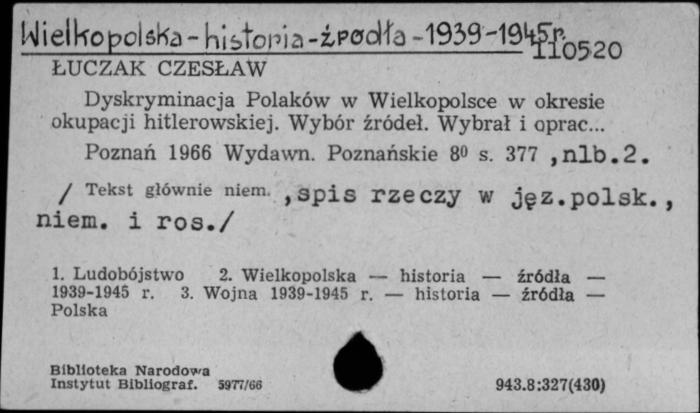 Wielkopolska-historia-źródła-1939-1945r.
110520
ŁUCZAK CZESŁAW
Dyskryminacja Polaków w Wielkopolsce w okresie
okupacji hitlerowskiej. Wybór źródeł. Wybrał i oprac...
Poznań 1966 Wydawn. Poznańskie 8⁰ s. 377 ,nlb.2.
/ Tekst głównie niem. ,spis rzeczy w jęz.polsk.,
niem. i ros./
1. Ludobójstwo 2. Wielkopolska — historia — źródła —
1939-1945 r. 3. Wojna 1939-1945 r. — historia — źródła —
Polska
Biblioteka Narodowa
Instytut Bibliograf. 5977/66
943.8:327(430)